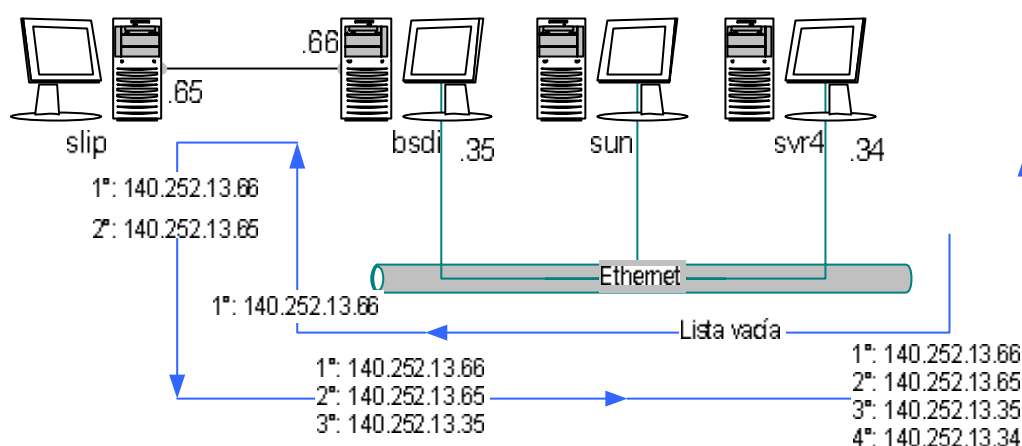 .66
.65
slip
bsdi
.35
sun
svr4
.34
1º: 140.252.13.66
2º: 140.252.13.65
Ethernet
1º: 140.252.13.66
Lista vacía
1º: 140.252.13.66
2º: 140.252.13.65
3º: 140.252.13.35
1º: 140.252.13.66
2º: 140.252.13.65
3º: 140.252.13.35
4º: 140.252.13.34